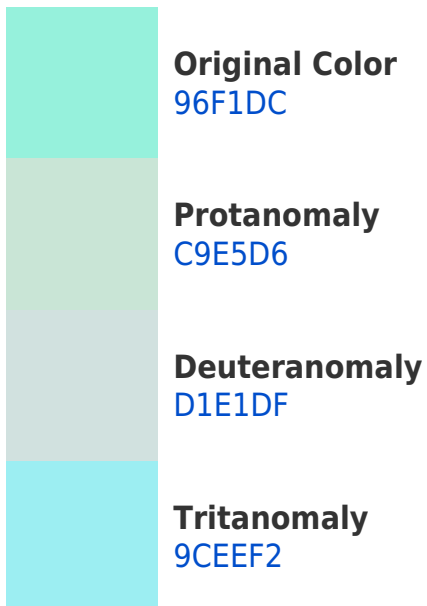 Original Color
96F1DC
Protanomaly
C9E5D6
Deuteranomaly
D1E1DF
Tritanomaly
9CEEF2